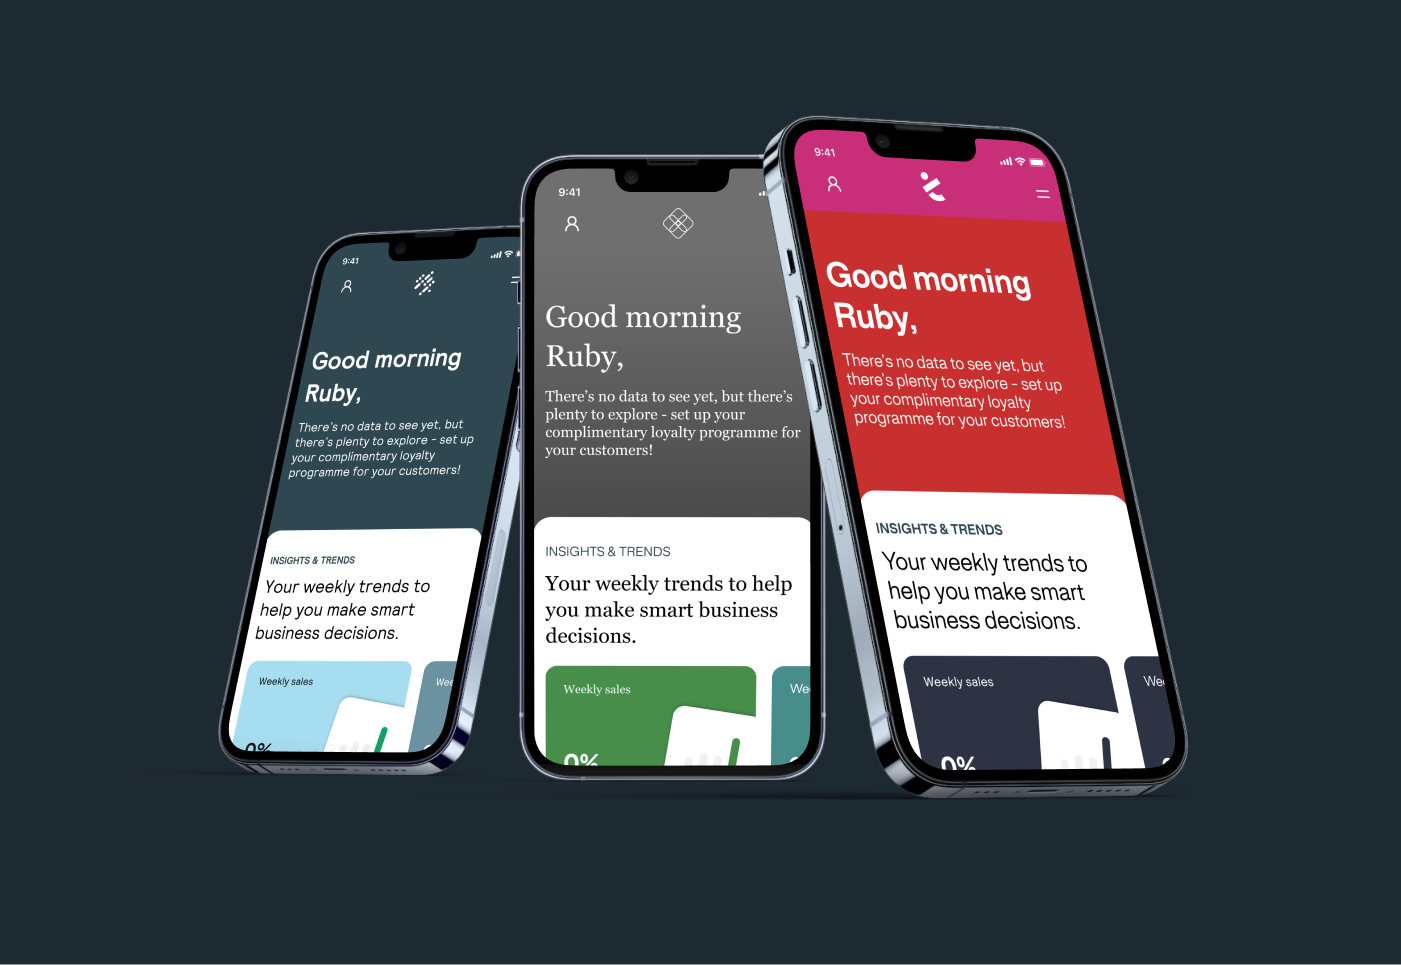 9:41
Good morning
Ruby,
There's no data to see yet, but
there's plenty to explore - set up
your complimentary loyalty
programme for your customers!
INSIGHTS & TRENDS
Your weekly trends to
help you make smart
business decisions.
Weekly sales
0%
9:41
Good morning
Ruby,
There's no data to see yet, but there's
plenty to explore - set up your
complimentary loyalty programme for
your customers!
INSIGHTS & TRENDS
Your weekly trends to help
you make smart business
decisions.
Weekly sales
0%
9:41
Good morning
Ruby,
There's no data to see yet, but
there's plenty to explore - set up
your complimentary loyalty
programme for your customers!
INSIGHTS & TRENDS
Your weekly trends to
help you make smart
business decisions.
Weekly sales
0%